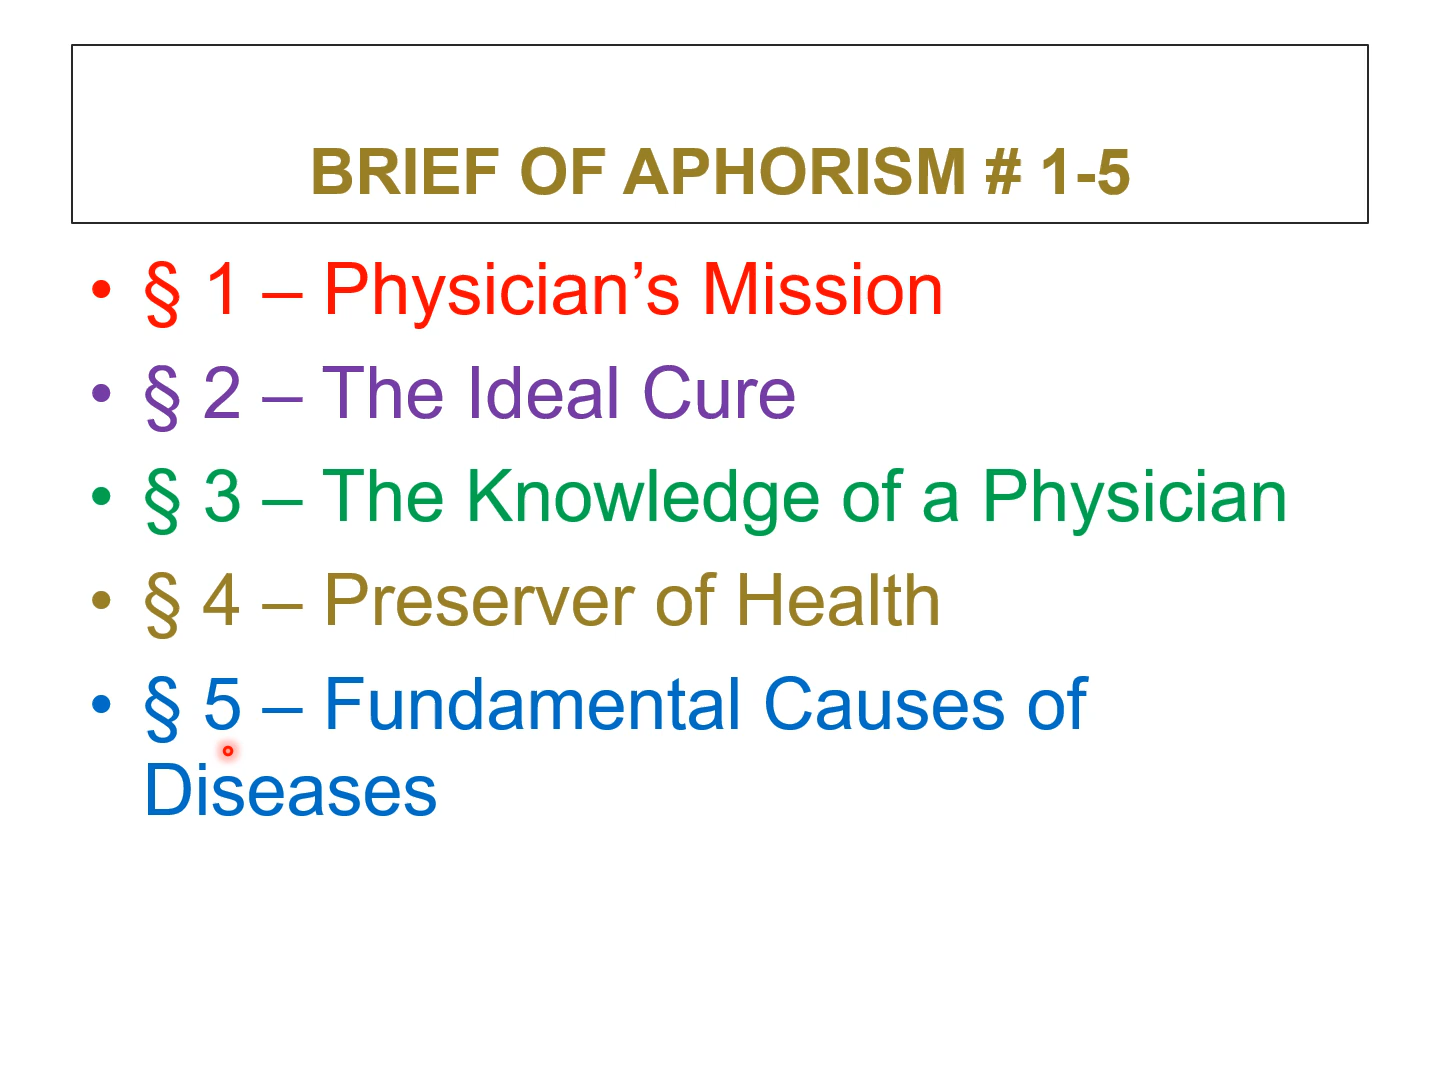 BRIEF OF APHORISM # 1-5
• § 1 – Physician’s Mission
• § 2 – The Ideal Cure
• § 3 – The Knowledge of a Physician
• § 4 – Preserver of Health
• § 5 – Fundamental Causes of
Diseases